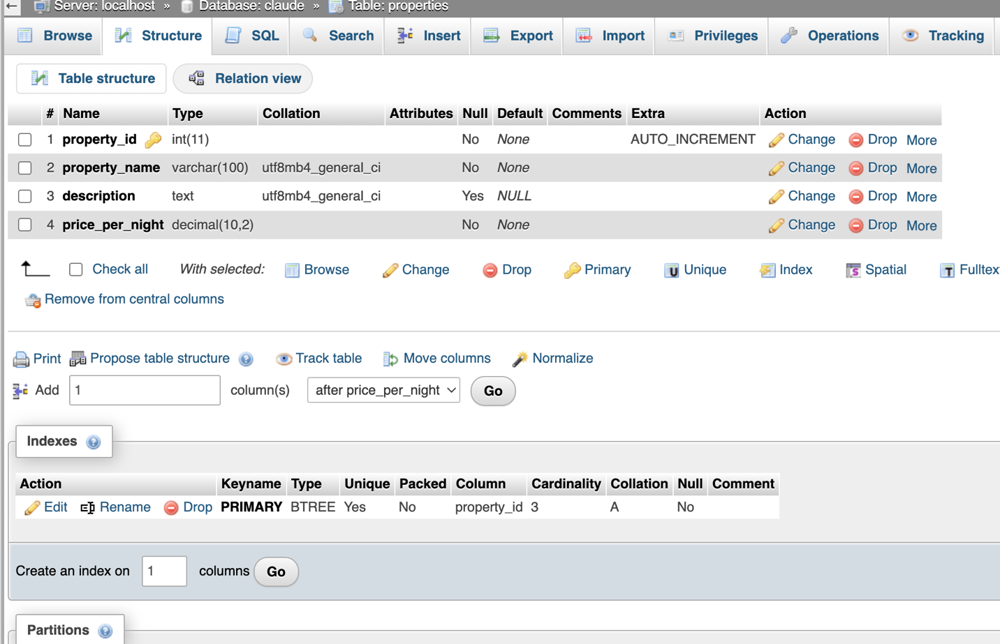 Server: localhost » Database: claude » Table: properties
Browse Structure SQL Search Insert Export Import Privileges Operations Tracking
Table structure Relation view
# Name Type Collation Attributes Null Default Comments Extra Action
1 property_id int(11) No None AUTO_INCREMENT Change Drop More
2 property_name varchar(100) utf8mb4_general_ci No None Change Drop More
3 description text utf8mb4_general_ci Yes NULL Change Drop More
4 price_per_night decimal(10,2) No None Change Drop More
Check all With selected: Browse Change Drop Primary Unique Index Spatial Fulltex
Remove from central columns
Print Propose table structure Track table Move columns Normalize
Add 1 column(s) after price_per_night Go
Indexes
Action Keyname Type Unique Packed Column Cardinality Collation Null Comment
Edit Rename Drop PRIMARY BTREE Yes No property_id 3 A No
Create an index on 1 columns Go
Partitions